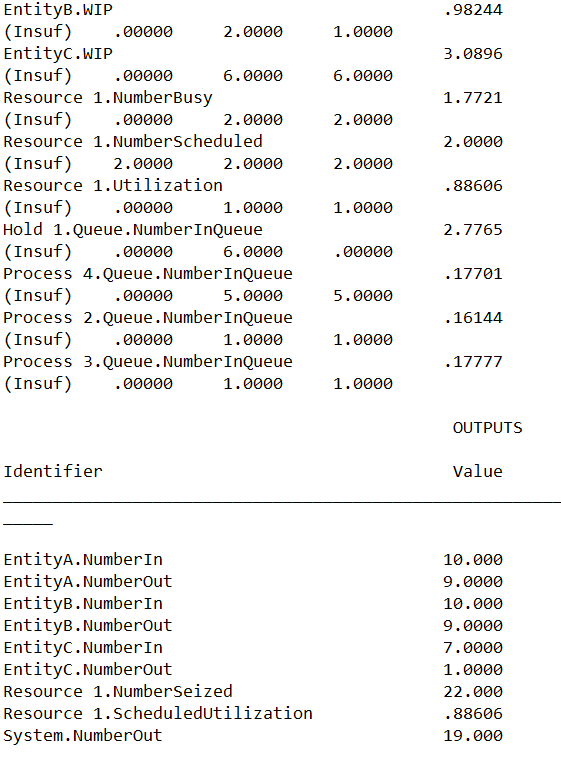 EntityB.WIP                                 .98244
(Insuf)    .00000     2.0000     1.0000
EntityC.WIP                                 3.0896
(Insuf)    .00000     6.0000     6.0000
Resource 1.NumberBusy                       1.7721
(Insuf)    .00000     2.0000     2.0000
Resource 1.NumberScheduled                  2.0000
(Insuf)    2.0000     2.0000     2.0000
Resource 1.Utilization                      .88606
(Insuf)    .00000     1.0000     1.0000
Hold 1.Queue.NumberInQueue                  2.7765
(Insuf)    .00000     6.0000     .00000
Process 4.Queue.NumberInQueue               .17701
(Insuf)    .00000     5.0000     5.0000
Process 2.Queue.NumberInQueue               .16144
(Insuf)    .00000     1.0000     1.0000
Process 3.Queue.NumberInQueue               .17777
(Insuf)    .00000     1.0000     1.0000
OUTPUTS
Identifier                                   Value
EntityA.NumberIn                            10.000
EntityA.NumberOut                           9.0000
EntityB.NumberIn                            10.000
EntityB.NumberOut                           9.0000
EntityC.NumberIn                            7.0000
EntityC.NumberOut                           1.0000
Resource 1.NumberSeized                     22.000
Resource 1.ScheduledUtilization             .88606
System.NumberOut                            19.000